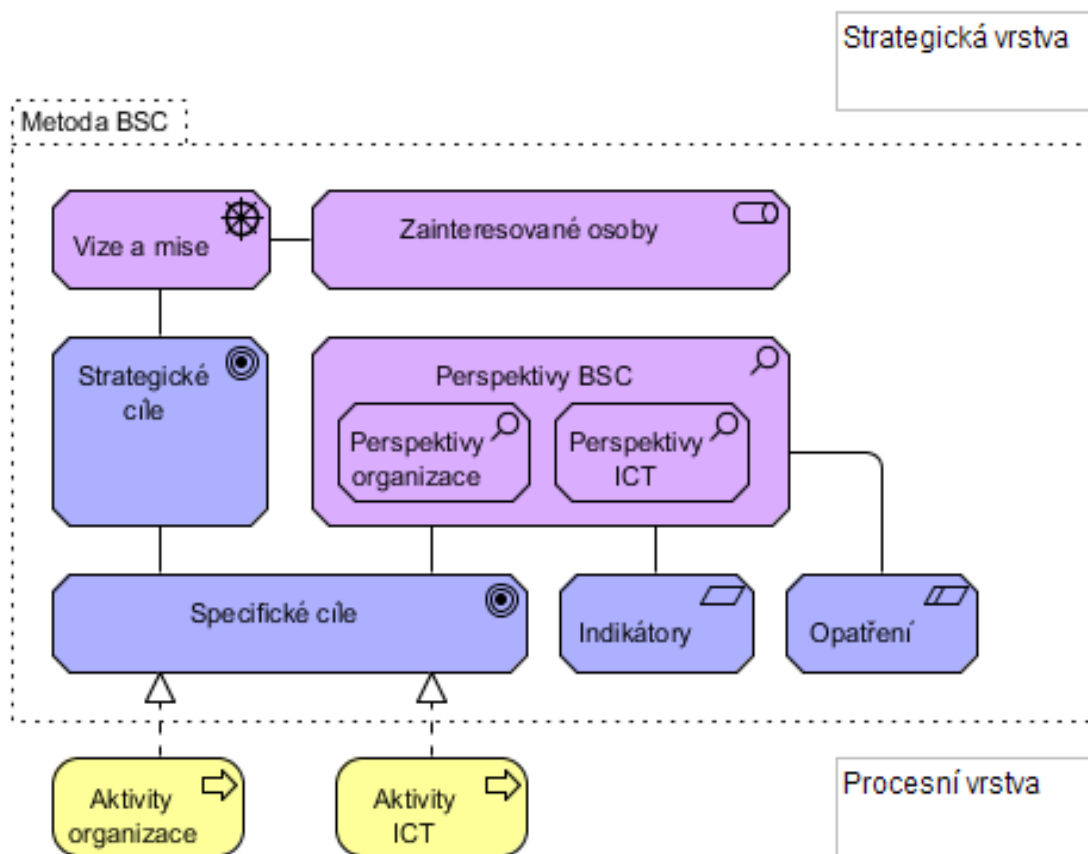 Strategická vrstva
Metoda BSC
Vize a mise
Zainteresované osoby
Strategické
cíle
Perspektivy BSC
Perspektivy
organizace
Perspektivy
ICT
Specifické cíle
Indikátory
Opatření
Aktivity
organizace
Aktivity
ICT
Procesní vrstva